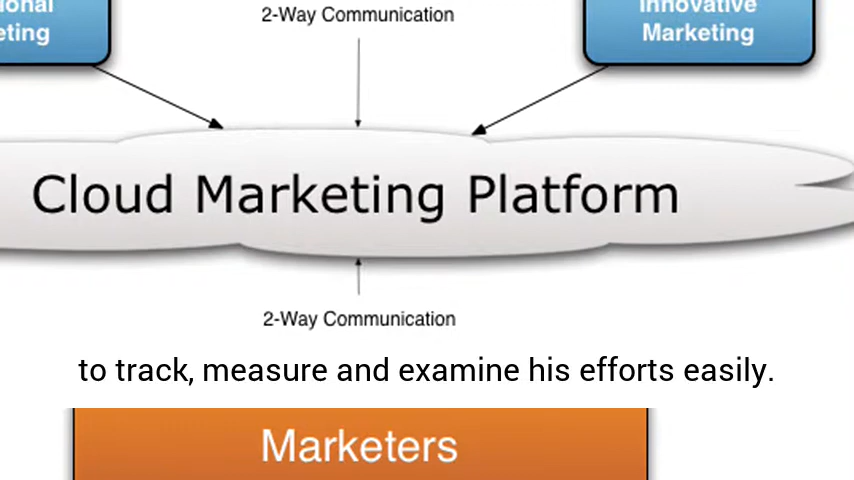 2-Way Communication
eting
Innovative
Marketing
Cloud Marketing Platform
2-Way Communication
to track, measure and examine his efforts easily.
Marketers